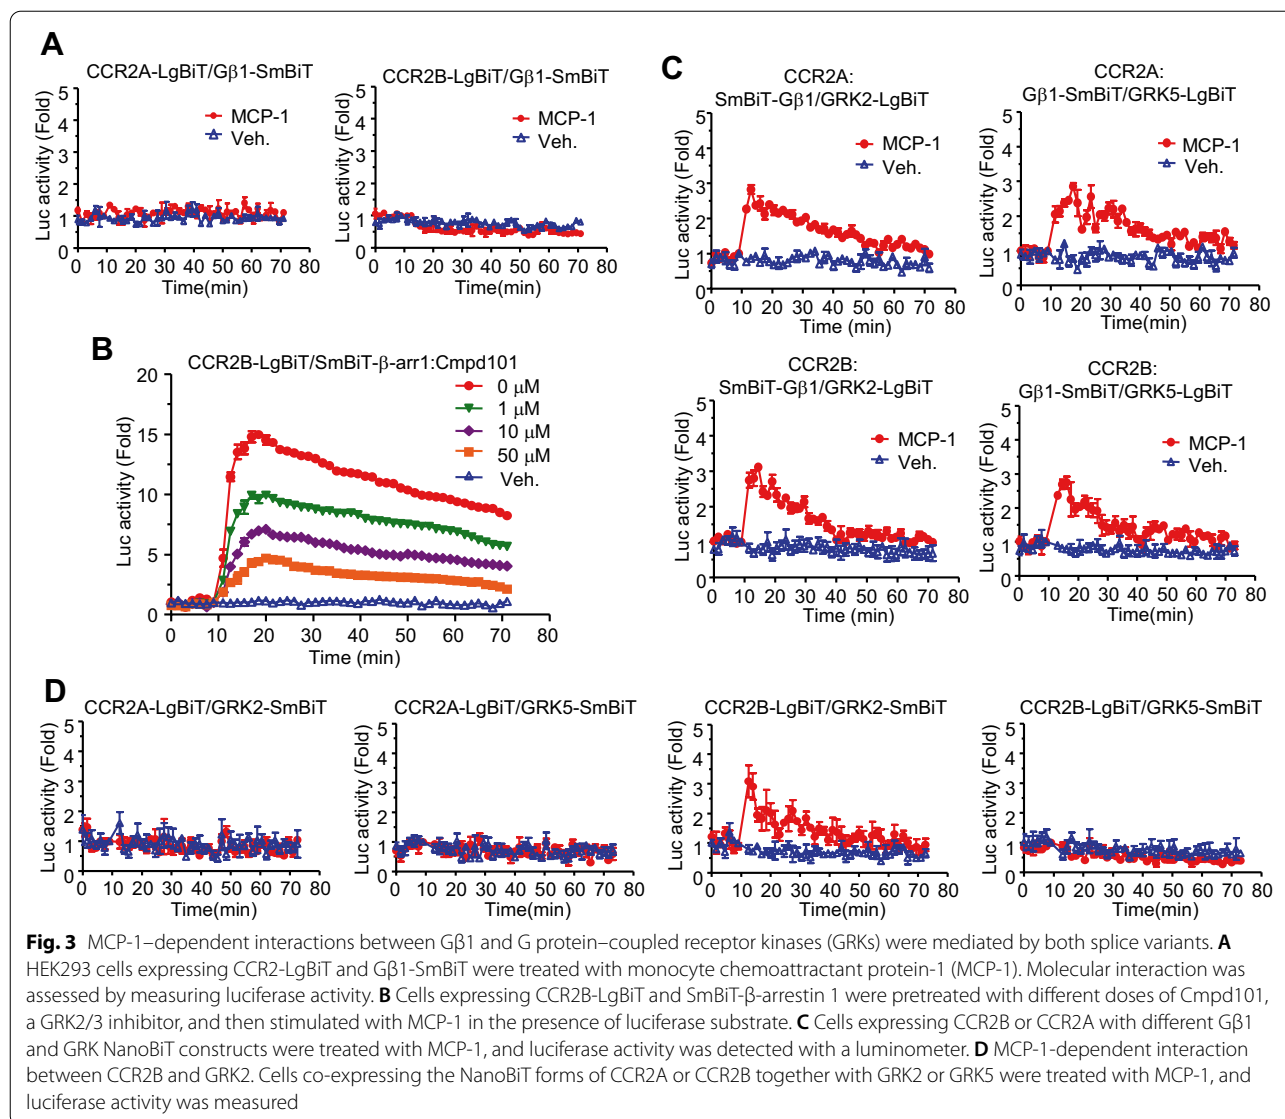 A
CCR2A-LgBiT/Gβ1-SmBiT
Luc activity (Fold)
5
4
3
2
1
0
MCP-1
Veh.
0 10 20 30 40 50 60 70 80
Time(min)
CCR2B-LgBiT/Gβ1-SmBiT
Luc activity (Fold)
5
4
3
2
1
0
MCP-1
Veh.
0 10 20 30 40 50 60 70 80
Time(min)
B
CCR2B-LgBiT/SmBiT-β-arr1:Cmpd101
Luc activity (Fold)
20
15
10
5
0
0 μM
1 μM
10 μM
50 μM
Veh.
0 10 20 30 40 50 60 70 80
Time (min)
C
CCR2A:
SmBiT-Gβ1/GRK2-LgBiT
Luc activity (Fold)
5
4
3
2
1
0
MCP-1
Veh.
0 10 20 30 40 50 60 70 80
Time (min)
CCR2A:
Gβ1-SmBiT/GRK5-LgBiT
Luc activity (Fold)
5
4
3
2
1
0
MCP-1
Veh.
0 10 20 30 40 50 60 70 80
Time(min)
CCR2B:
SmBiT-Gβ1/GRK2-LgBiT
Luc activity (Fold)
5
4
3
2
1
0
MCP-1
Veh.
0 10 20 30 40 50 60 70 80
Time(min)
CCR2B:
Gβ1-SmBiT/GRK5-LgBiT
Luc activity (Fold)
5
4
3
2
1
0
MCP-1
Veh.
0 10 20 30 40 50 60 70 80
Time(min)
D
CCR2A-LgBiT/GRK2-SmBiT
Luc activity (Fold)
5
4
3
2
1
0
0 10 20 30 40 50 60 70 80
Time(min)
CCR2A-LgBiT/GRK5-SmBiT
Luc activity (Fold)
5
4
3
2
1
0
0 10 20 30 40 50 60 70 80
Time(min)
CCR2B-LgBiT/GRK2-SmBiT
Luc activity (Fold)
5
4
3
2
1
0
0 10 20 30 40 50 60 70 80
Time(min)
CCR2B-LgBiT/GRK5-SmBiT
Luc activity (Fold)
5
4
3
2
1
0
0 10 20 30 40 50 60 70 80
Time(min)
Fig. 3 MCP-1–dependent interactions between Gβ1 and G protein–coupled receptor kinases (GRKs) were mediated by both splice variants. A
HEK293 cells expressing CCR2-LgBiT and Gβ1-SmBiT were treated with monocyte chemoattractant protein-1 (MCP-1). Molecular interaction was
assessed by measuring luciferase activity. B Cells expressing CCR2B-LgBiT and SmBiT-β-arrestin 1 were pretreated with different doses of Cmpd101,
a GRK2/3 inhibitor, and then stimulated with MCP-1 in the presence of luciferase substrate. C Cells expressing CCR2B or CCR2A with different Gβ1
and GRK NanoBiT constructs were treated with MCP-1, and luciferase activity was detected with a luminometer. D MCP-1-dependent interaction
between CCR2B and GRK2. Cells co-expressing the NanoBiT forms of CCR2A or CCR2B together with GRK2 or GRK5 were treated with MCP-1, and
luciferase activity was measured